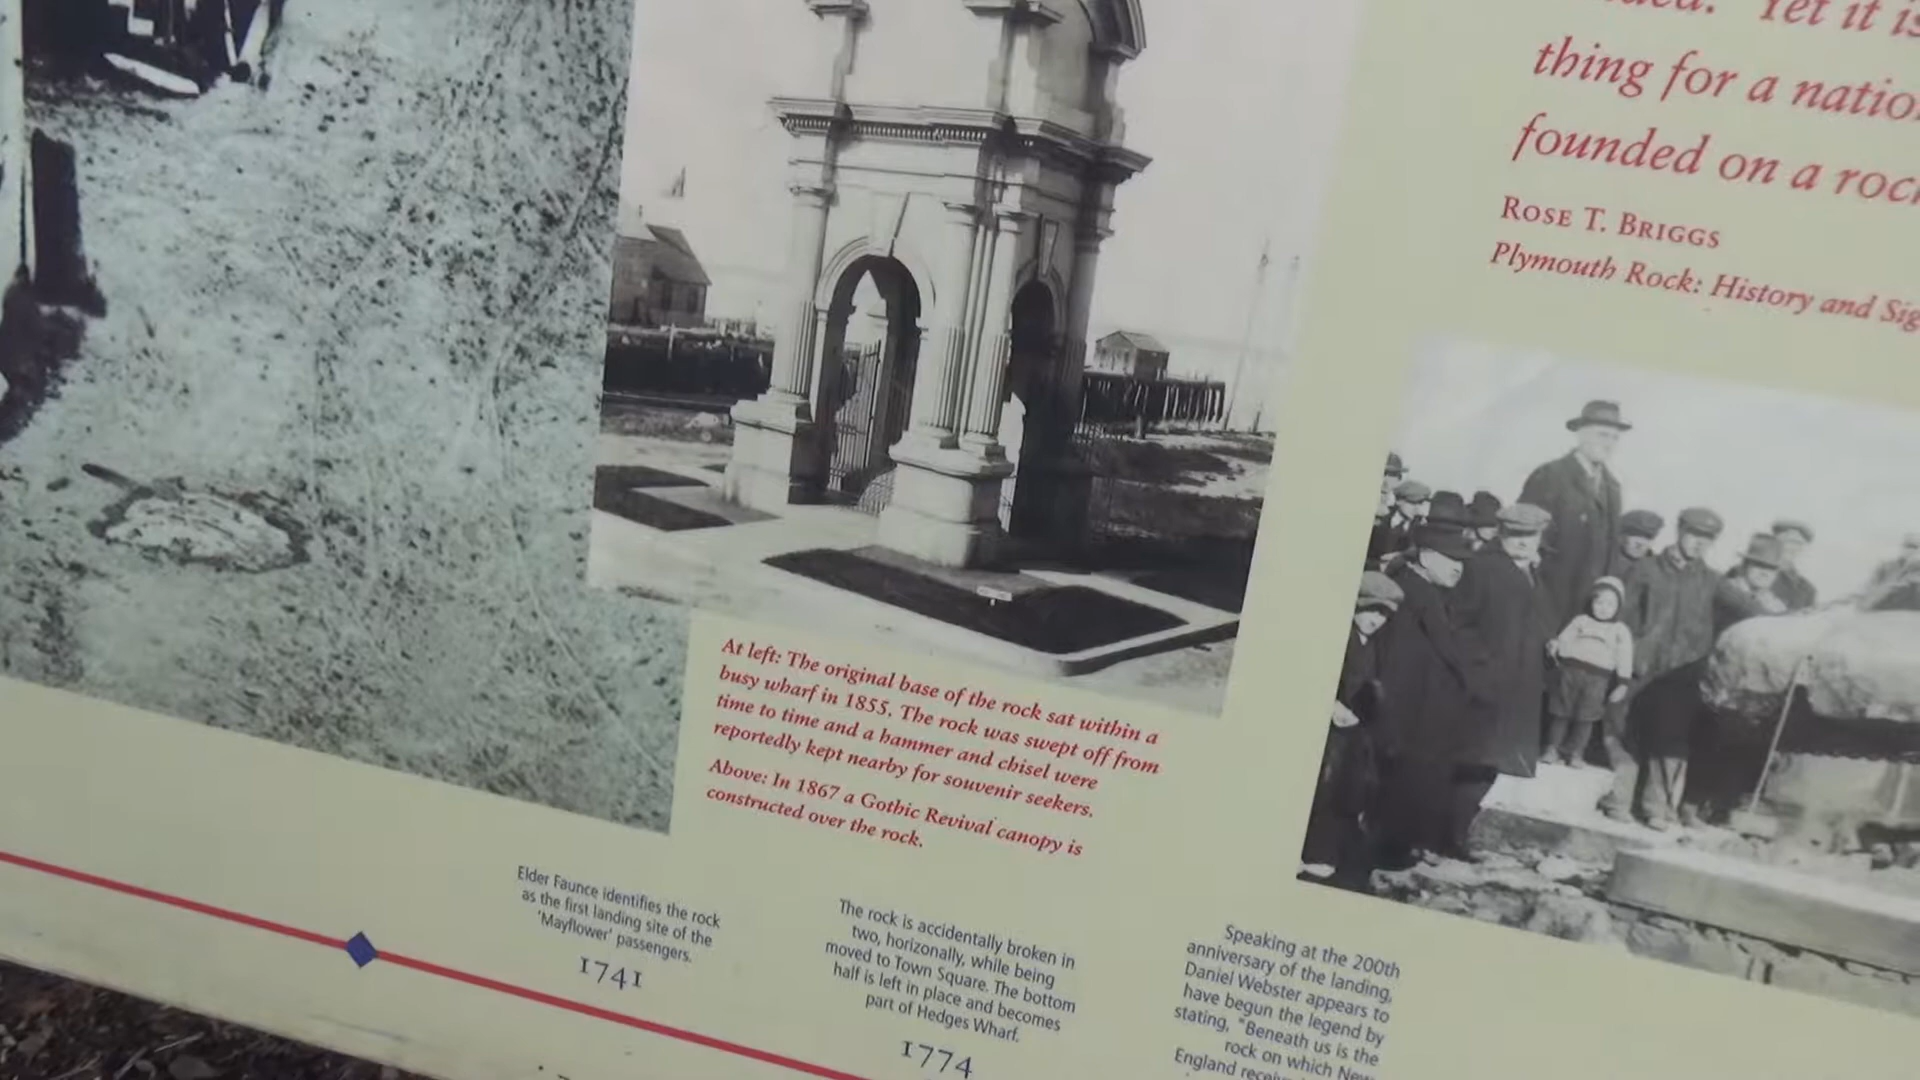 Yet it is
thing for a
founded on a
ROSE T. BRIGGS
Plymouth Rock: History and
At left: The original base of the rock sat within a
busy wharf in 1855. The rock was swept off from
time to time and a hammer and chisel were
reportedly kept nearby for souvenir seekers.
Above: In 1867 a Gothic Revival canopy is
constructed over the rock.
Elder Faunce identifies the rock
as the first landing site of the
'Mayflower' passengers.
1741
The rock is accidentally broken in
two, horizonally, while being
moved to Town Square. The bottom
half is left in place and becomes
part of Hedges Wharf.
1774
Speaking at the 200th
anniversary of the landing,
Daniel Webster appears to
have begun the legend by
stating, "Beneath us is the
rock on which New
England